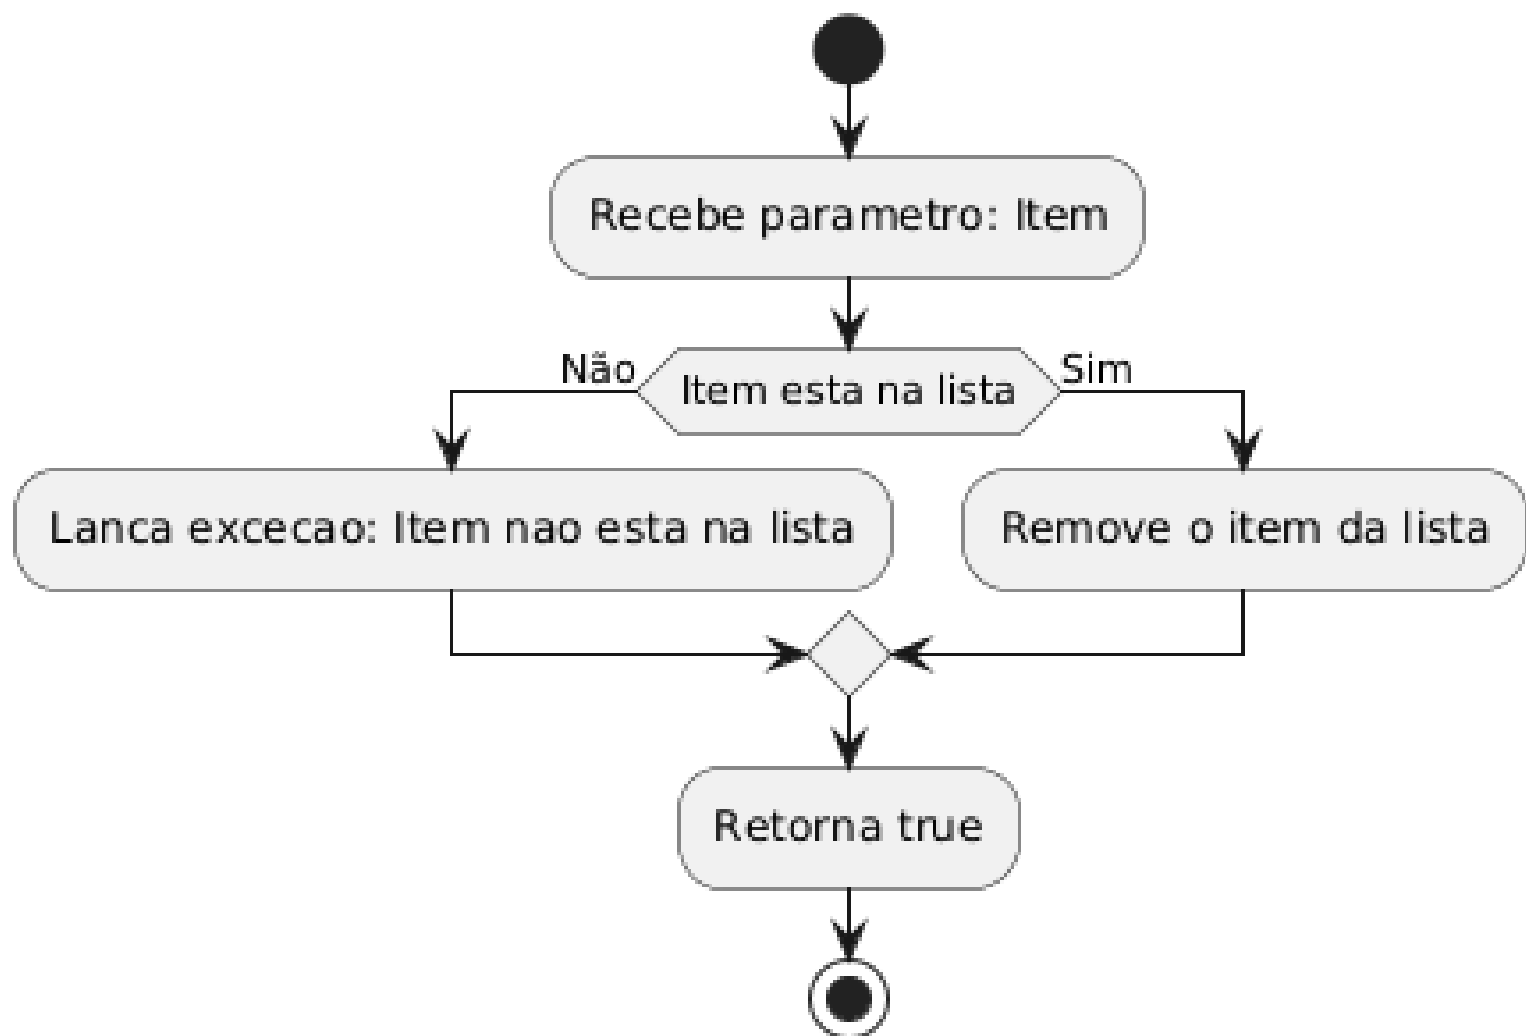 Recebe parametro: Item
Não
Item esta na lista
Sim
Lanca excecao: Item nao esta na lista
Remove o item da lista
Retorna true